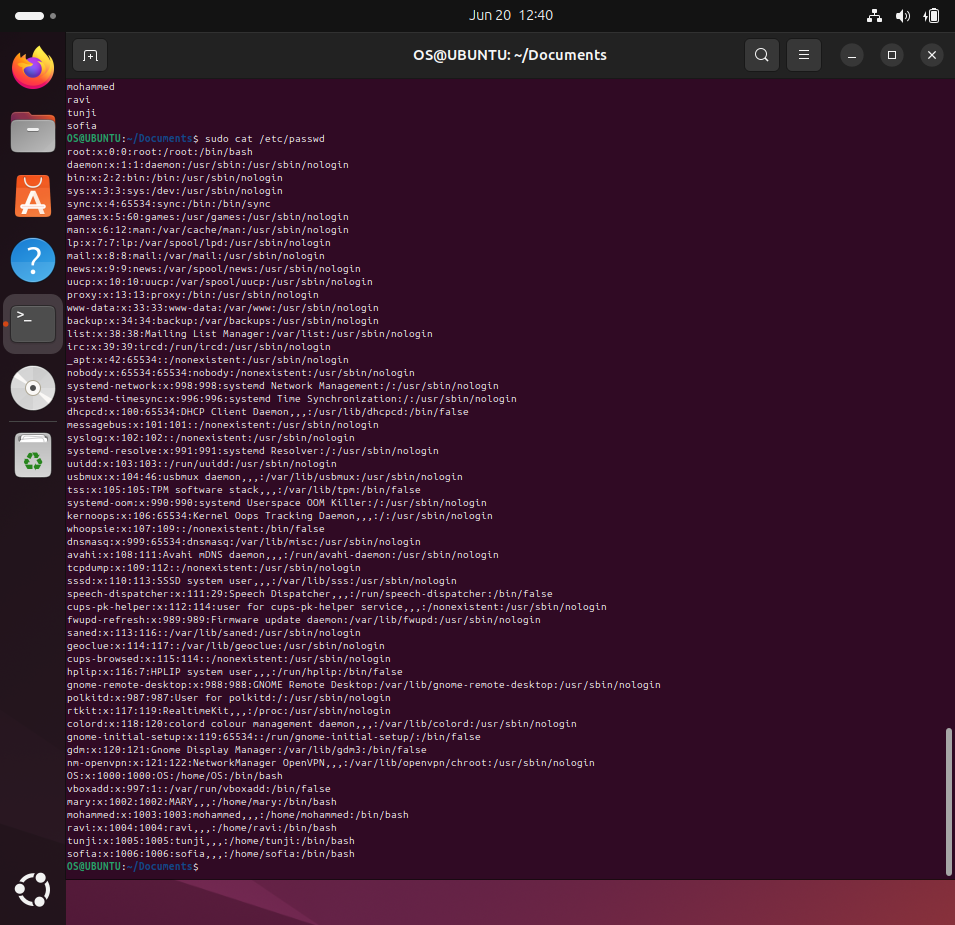 Jun 20 12:40
OS@UBUNTU: ~/Documents
mohammed
ravi
tunji
sofia
OS@UBUNTU:~/Documents$ sudo cat /etc/passwd
root:x:0:0:root:/root:/bin/bash
daemon:x:1:1:daemon:/usr/sbin:/usr/sbin/nologin
bin:x:2:2:bin:/bin:/usr/sbin/nologin
sys:x:3:3:sys:/dev:/usr/sbin/nologin
sync:x:4:65534:sync:/bin:/bin/sync
games:x:5:60:games:/usr/games:/usr/sbin/nologin
man:x:6:12:man:/var/cache/man:/usr/sbin/nologin
lp:x:7:7:lp:/var/spool/lpd:/usr/sbin/nologin
mail:x:8:8:mail:/var/mail:/usr/sbin/nologin
news:x:9:9:news:/var/spool/news:/usr/sbin/nologin
uucp:x:10:10:uucp:/var/spool/uucp:/usr/sbin/nologin
proxy:x:13:13:proxy:/bin:/usr/sbin/nologin
www-data:x:33:33:www-data:/var/www:/usr/sbin/nologin
backup:x:34:34:backup:/var/backups:/usr/sbin/nologin
list:x:38:38:Mailing List Manager:/var/list:/usr/sbin/nologin
irc:x:39:39:ircd:/run/ircd:/usr/sbin/nologin
_apt:x:42:65534::/nonexistent:/usr/sbin/nologin
nobody:x:65534:65534:nobody:/nonexistent:/usr/sbin/nologin
systemd-network:x:998:998:systemd Network Management:/:/usr/sbin/nologin
systemd-timesync:x:996:996:systemd Time Synchronization:/:/usr/sbin/nologin
dhcpcd:x:100:65534:DHCP Client Daemon,,,:/usr/lib/dhcpcd:/bin/false
messagebus:x:101:101::/nonexistent:/usr/sbin/nologin
syslog:x:102:102::/nonexistent:/usr/sbin/nologin
systemd-resolve:x:991:991:systemd Resolver:/:/usr/sbin/nologin
uuidd:x:103:103::/run/uuidd:/usr/sbin/nologin
usbmux:x:104:46:usbmux daemon,,,:/var/lib/usbmux:/usr/sbin/nologin
tss:x:105:105:TPM software stack,,,:/var/lib/tpm:/bin/false
systemd-oom:x:990:990:systemd Userspace OOM Killer:/:/usr/sbin/nologin
kernoops:x:106:65534:Kernel Oops Tracking Daemon,,,:/:/usr/sbin/nologin
whoopsie:x:107:109::/nonexistent:/bin/false
dnsmasq:x:999:65534:dnsmasq:/var/lib/misc:/usr/sbin/nologin
avahi:x:108:111:Avahi mDNS daemon,,,:/run/avahi-daemon:/usr/sbin/nologin
tcpdump:x:109:112::/nonexistent:/usr/sbin/nologin
sssd:x:110:113:SSSD system user,,,:/var/lib/sss:/usr/sbin/nologin
speech-dispatcher:x:111:29:Speech Dispatcher,,,:/run/speech-dispatcher:/bin/false
cups-pk-helper:x:112:114:user for cups-pk-helper service,,,:/nonexistent:/usr/sbin/nologin
fwupd-refresh:x:989:989:Firmware update daemon:/var/lib/fwupd:/usr/sbin/nologin
saned:x:113:116::/var/lib/saned:/usr/sbin/nologin
geoclue:x:114:117::/var/lib/geoclue:/usr/sbin/nologin
cups-browsed:x:115:114::/nonexistent:/usr/sbin/nologin
hplip:x:116:7:HPLIP system user,,,:/run/hplip:/bin/false
gnome-remote-desktop:x:988:988:GNOME Remote Desktop:/var/lib/gnome-remote-desktop:/usr/sbin/nologin
polkitd:x:987:987:User for polkitd:/:/usr/sbin/nologin
rtkit:x:117:119:RealtimeKit,,,:/proc:/usr/sbin/nologin
colord:x:118:120:colord colour management daemon,,,:/var/lib/colord:/usr/sbin/nologin
gnome-initial-setup:x:119:65534::/run/gnome-initial-setup/:/bin/false
gdm:x:120:121:Gnome Display Manager:/var/lib/gdm3:/bin/false
nm-openvpn:x:121:122:NetworkManager OpenVPN,,,:/var/lib/openvpn/chroot:/usr/sbin/nologin
OS:x:1000:1000:OS:/home/OS:/bin/bash
vboxadd:x:997:1::/var/run/vboxadd:/bin/false
mary:x:1002:1002:MARY,,,:/home/mary:/bin/bash
mohammed:x:1003:1003:mohammed,,,:/home/mohammed:/bin/bash
ravi:x:1004:1004:ravi,,,:/home/ravi:/bin/bash
tunji:x:1005:1005:tunji,,,:/home/tunji:/bin/bash
sofia:x:1006:1006:sofia,,,:/home/sofia:/bin/bash
OS@UBUNTU:~/Documents$